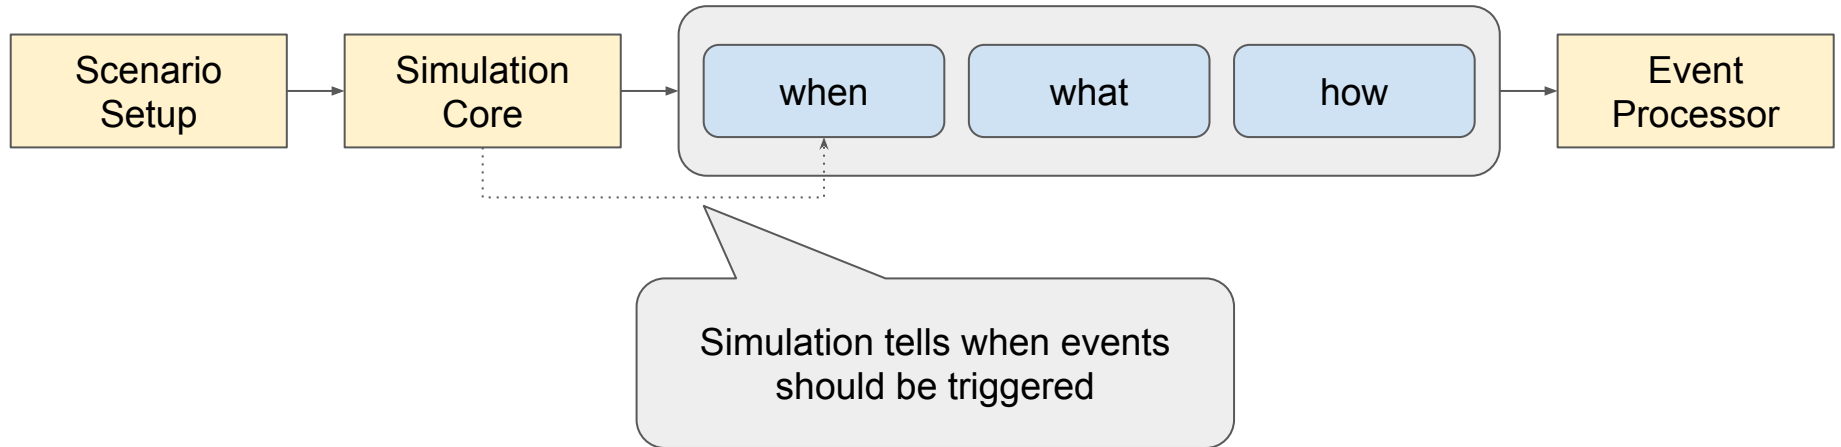 Scenario
Setup
Simulation
Core
when
what
how
Event
Processor
Simulation tells when events
should be triggered